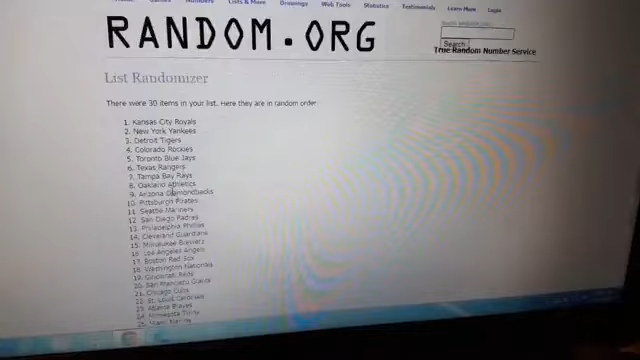 Games
Numbers
Lists & More
Drawings
Web Tools
Statistics
Testimonials
Learn More
Login
RANDOM.ORG
Search
True Random Number Service
List Randomizer
There were 30 items in your list. Here they are in random order
1. Kansas City Royals
2. New York Yankees
3. Detroit Tigers
4. Colorado Rockies
5. Toronto Blue Jays
6. Texas Rangers
7. Tampa Bay Rays
8. Oakland Athletics
9. Arizona Diamondbacks
10. Pittsburgh Pirates
11. Seattle Mariners
12. San Diego Padres
13. Philadelphia Phillies
14. Cleveland Guardians
15. Milwaukee Brewers
16. Los Angeles Angels
17. Boston Red Sox
18. Washington Nationals
19. Cincinnati Reds
20. San Francisco Giants
21. Chicago Cubs
22. St. Louis Cardinals
23. Atlanta Braves
24. Minnesota Twins
25. Miami Marlins